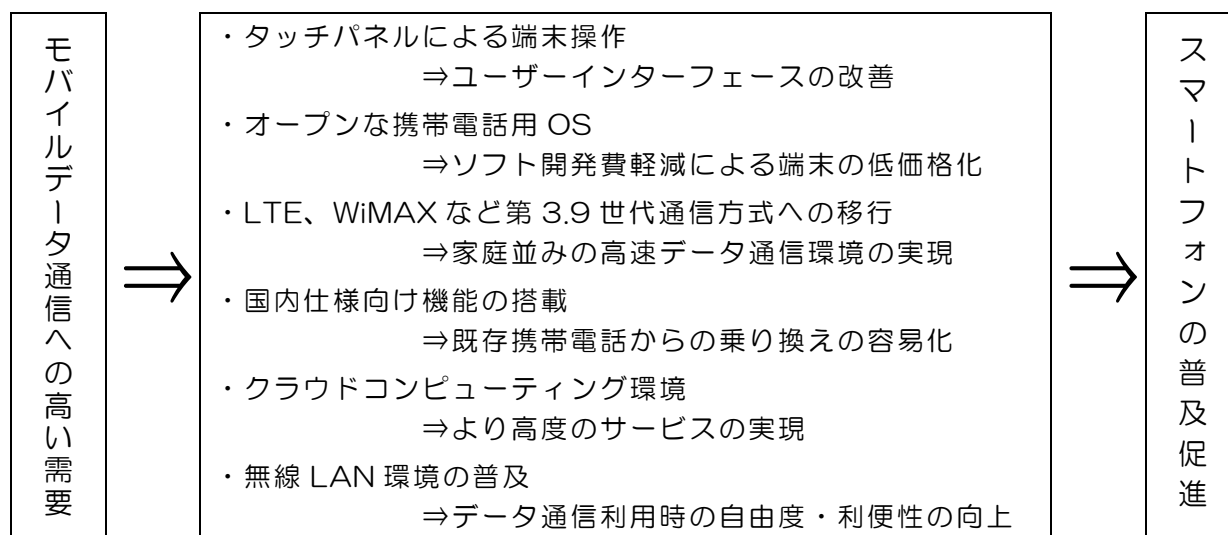 モバイルデータ通信への高い需要
⇒
・タッチパネルによる端末操作
⇒ユーザーインターフェースの改善
・オープンな携帯電話用 OS
⇒ソフト開発費軽減による端末の低価格化
・LTE、WiMAX など第 3.9 世代通信方式への移行
⇒家庭並みの高速データ通信環境の実現
・国内仕様向け機能の搭載
⇒既存携帯電話からの乗り換えの容易化
・クラウドコンピューティング環境
⇒より高度のサービスの実現
・無線 LAN 環境の普及
⇒データ通信利用時の自由度・利便性の向上
⇒
スマートフォンの普及促進